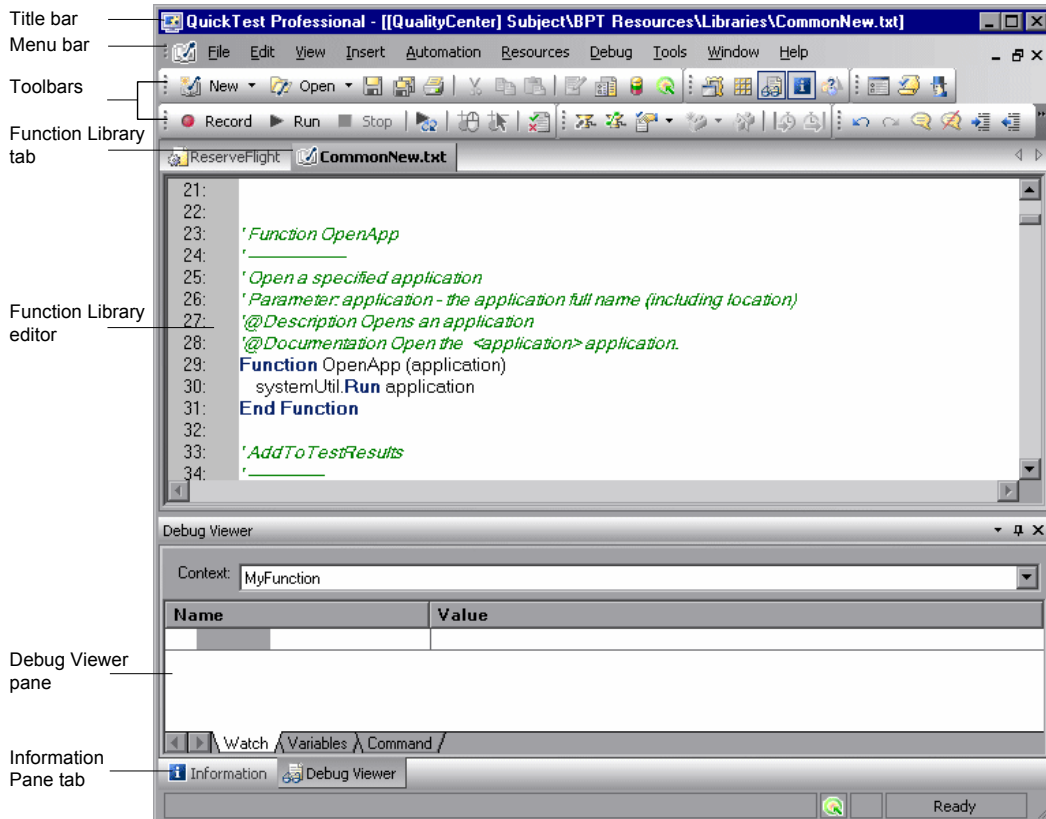 Title bar
QuickTest Professional - [[QualityCenter] Subject\BPT Resources\Libraries\CommonNew.txt]
Menu bar
File Edit View Insert Automation Resources Debug Tools Window Help
Toolbars
New Open
Record Run Stop
Function Library
tab
ReserveFlight CommonNew.txt
21:
22:
23: ' Function OpenApp
24: ' ——————
25: ' Open a specified application
26: ' Parameter: application - the application full name (including location)
27: '@Description Opens an application
28: '@Documentation Open the <application> application.
29: Function OpenApp (application)
30: systemUtil.Run application
31: End Function
32:
33: ' AddToTestResults
34: ' —————
Function Library
editor
Debug Viewer
Context: MyFunction
Name Value
Debug Viewer
pane
Watch Variables Command
Information
Pane tab
Information Debug Viewer
Ready